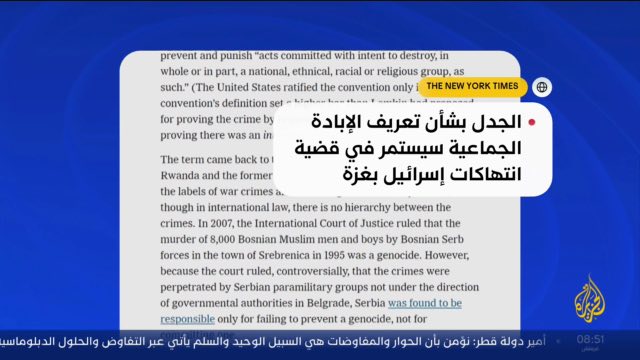 prevent and punish "acts committed with intent to destroy, in
whole or in part, a national, ethnical, racial or religious group, as
such." (The United States ratified the convention only i
convention's definition set
for proving the crime by
proving there was an in
THE NEW YORK TIMES
الجدل بشأن تعريف الإبادة
الجماعية سيستمر في قضية
انتهاكات إسرائيل بغزة
The term came back to t
Rwanda and the former
the labels of war crimes a
though in international law, there is no hierarchy between the
crimes. In 2007, the International Court of Justice ruled that the
murder of 8,000 Bosnian Muslim men and boys by Bosnian Serb
forces in the town of Srebrenica in 1995 was a genocide. However,
because the court ruled, controversially, that the crimes were
perpetrated by Serbian paramilitary groups not under the direction
of governmental authorities in Belgrade, Serbia was found to be
responsible only for failing to prevent a genocide, not for
الجزيرة
08:51
أمير دولة قطر: نؤمن بأن الحوار والمفاوضات هي السبيل الوحيد والسلم يأتي عبر التفاوض والحلول الدبلوماسية